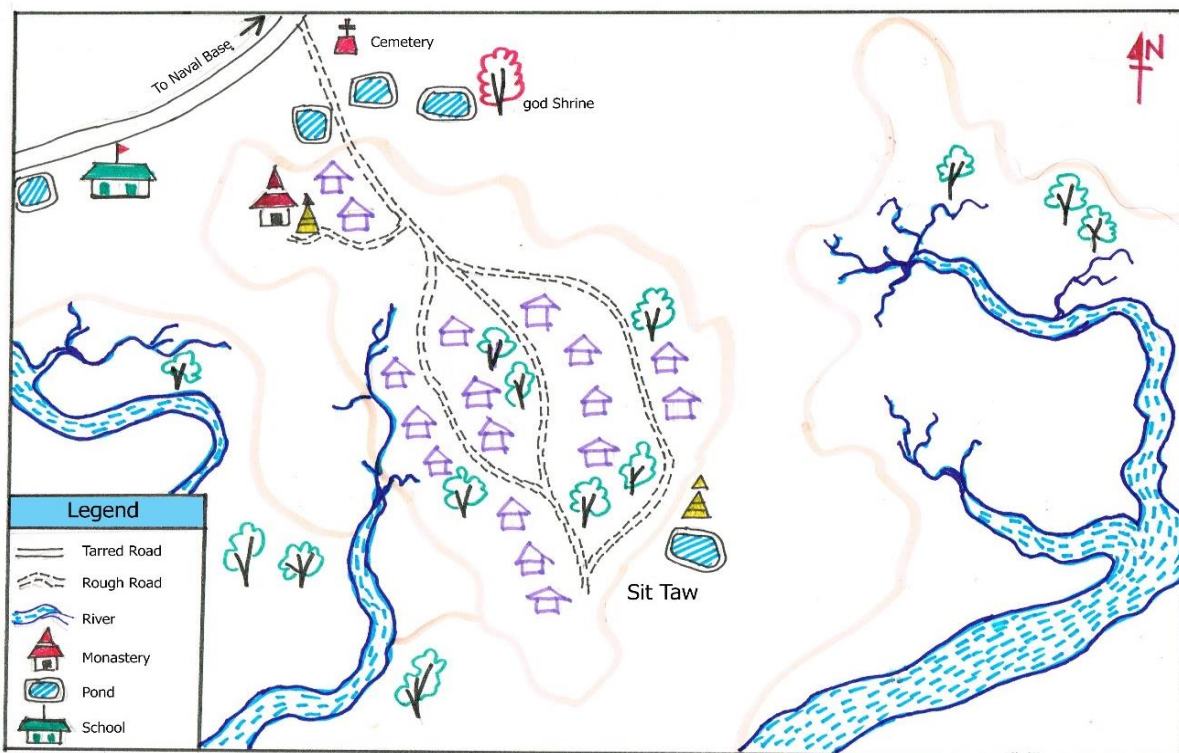 To Naval Base
Cemetery
god Shrine
N
Sit Taw
Legend
Tarred Road
Rough Road
River
Monastery
Pond
School